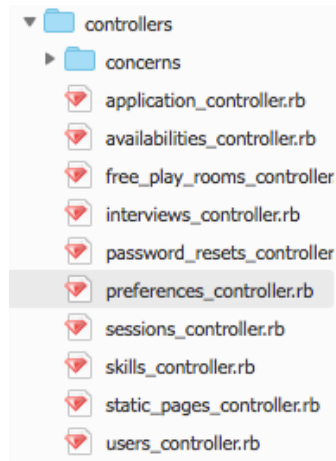 controllers
concerns
application_controller.rb
availabilities_controller.rb
free_play_rooms_controller
interviews_controller.rb
password_resets_controller
preferences_controller.rb
sessions_controller.rb
skills_controller.rb
static_pages_controller.rb
users_controller.rb